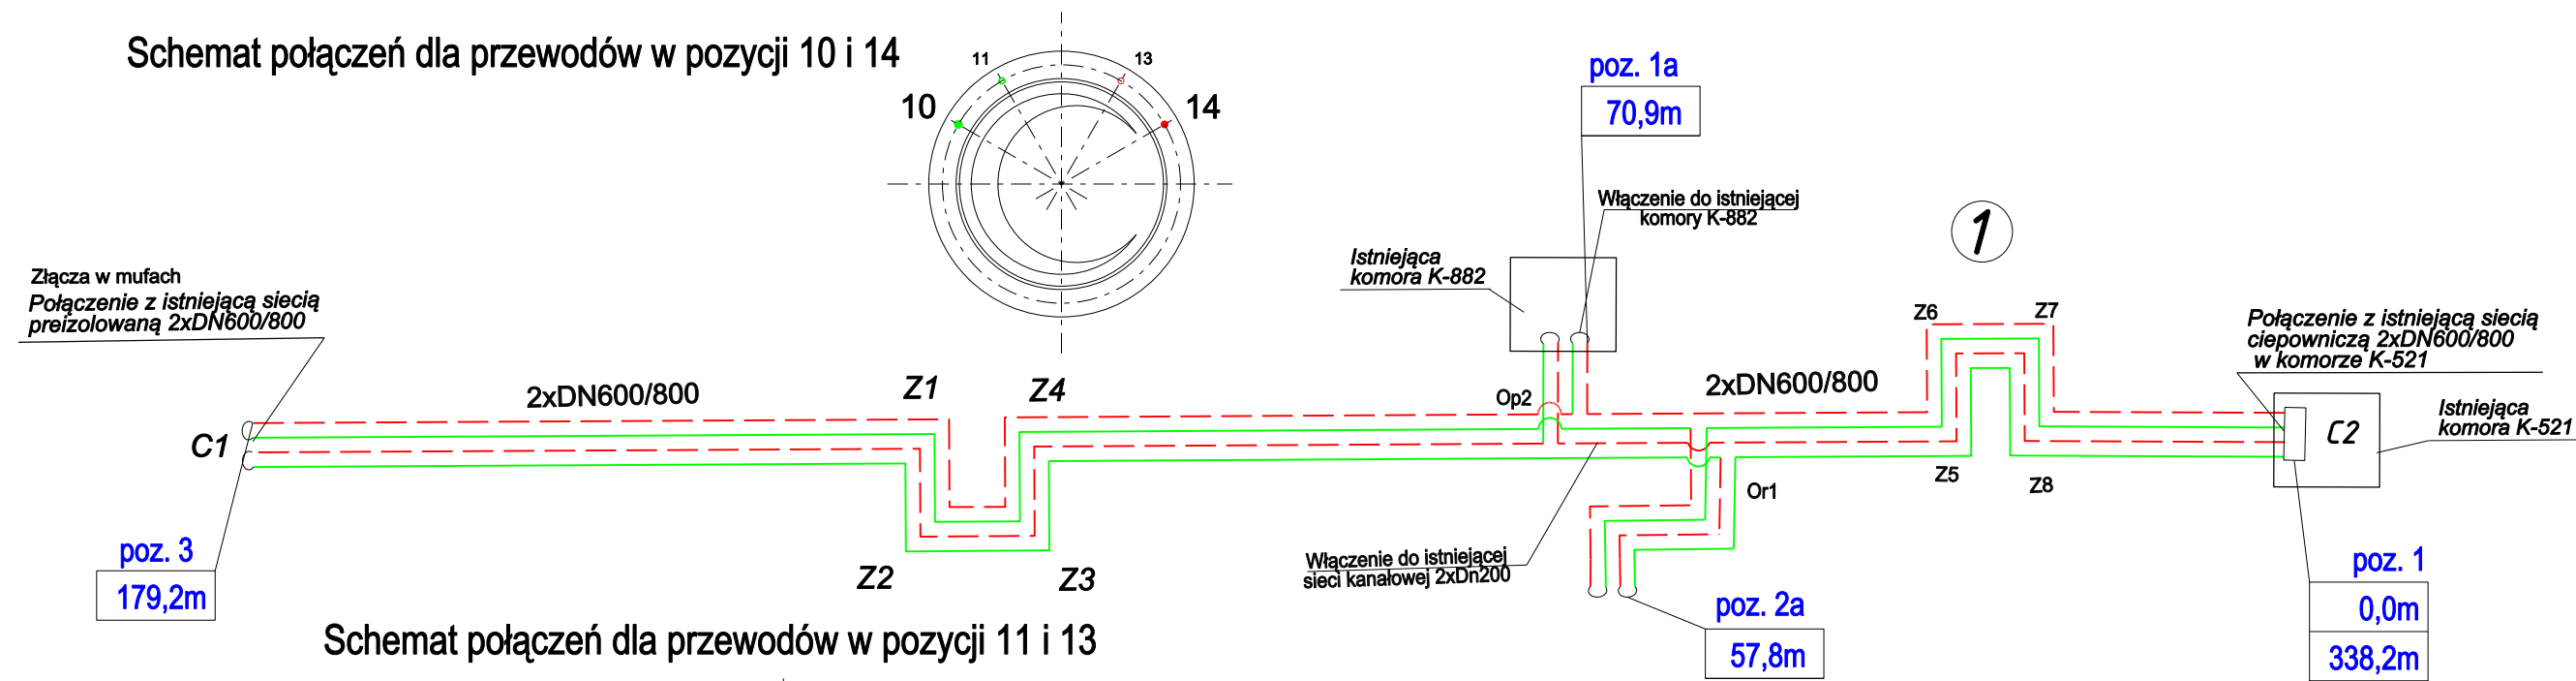 Schemat połączeń dla przewodów w pozycji 10 i 14
11
13
10
14
poz. 1a
70,9m
Włączenie do istniejącej
komory K-882
Istniejąca
komora K-882
1
Złącza w mufach
Połączenie z istniejącą siecią
preizolowaną 2xDN600/800
Z6
Z7
Połączenie z istniejącą siecią
ciepowniczą 2xDN600/800
w komorze K-521
2xDN600/800
Z1
Z4
Op2
2xDN600/800
Istniejąca
komora K-521
C1
C2
Z5
Z8
Or1
poz. 3
179,2m
Z2
Z3
Włączenie do istniejącej
sieci kanałowej 2xDn200
poz. 2a
57,8m
poz. 1
0,0m
338,2m
Schemat połączeń dla przewodów w pozycji 11 i 13